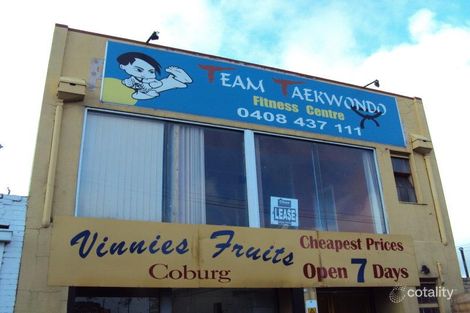 TEAM TAEKWONDO
Fitness Centre
0408 437 111
LEASE
Vinnies Fruits
Coburg
Cheapest Prices
Open 7 Days
cotality